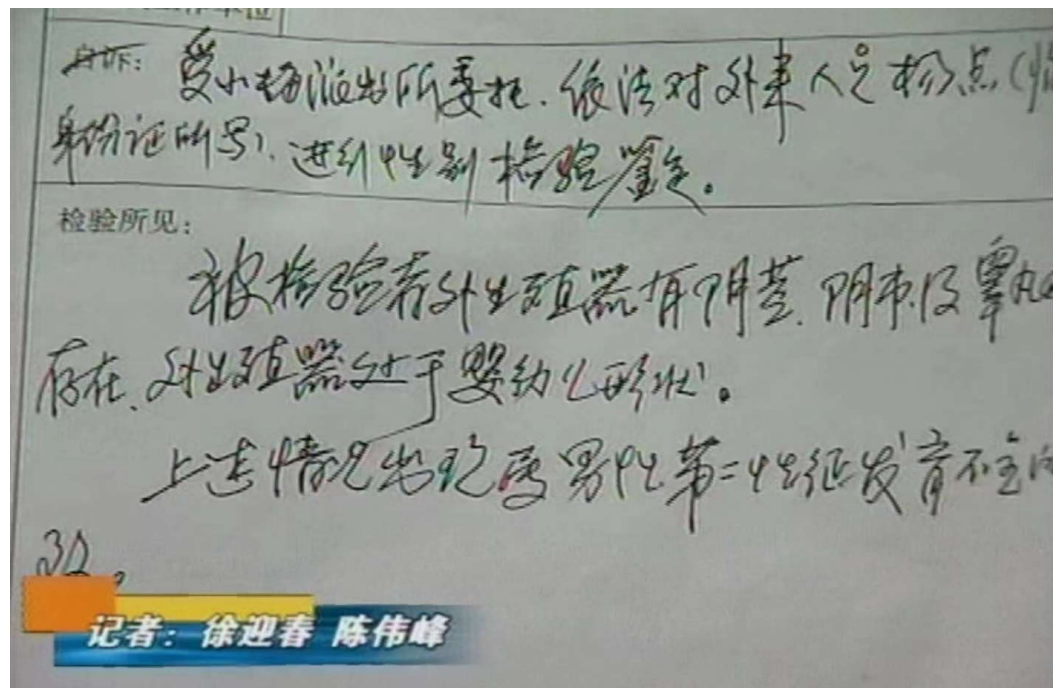 受小梅派出所委托、依法对外来人员杨点(
身份证所写)、进行性别检验鉴定。
检验所见:
被检验者外生殖器有阴茎、阴囊及睾丸
存在、外生殖器处于婴幼儿形状。
上述情况出现系男性第二性征发育不全
记者: 徐迎春 陈伟峰